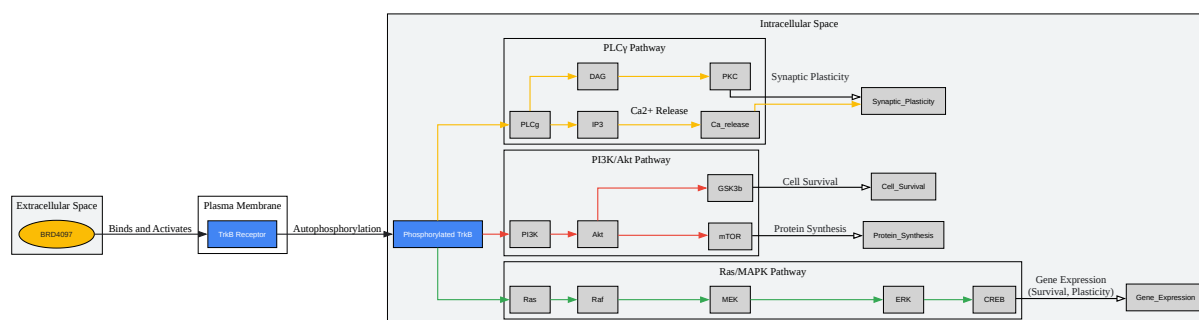 Intracellular Space
PLCγ Pathway
DAG
PKC
Synaptic Plasticity
Synaptic_Plasticity
PLCg
IP3
Ca2+ Release
Ca_release
PI3K/Akt Pathway
GSK3b
Cell Survival
Cell_Survival
Extracellular Space
BRD4097
Binds and Activates
Plasma Membrane
TrkB Receptor
Autophosphorylation
Phosphorylated TrkB
PI3K
Akt
mTOR
Protein Synthesis
Protein_Synthesis
Ras/MAPK Pathway
Ras
Raf
MEK
ERK
CREB
Gene Expression
(Survival, Plasticity)
Gene_Expression